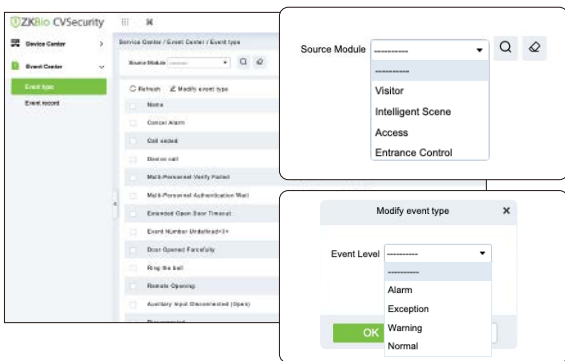 ZKBio CVSecurity
Device Center
Event Center
Event type
Event record
Service Center / Event Center / Event type
Source Module ----------
Refresh Modify event type
Name
Cancel Alarm
Call ended
Device call
Multi-Personnel Verify Failed
Multi-Personnel Authentication Wait
Extended Open Door Timeout
Event Number Undefined<3>
Door Opened Forcefully
Ring the bell
Remote Opening
Auxiliary Input Disconnected (Open)
Source Module ----------
----------
Visitor
Intelligent Scene
Access
Entrance Control
Modify event type
Event Level ----------
----------
Alarm
Exception
Warning
Normal
OK